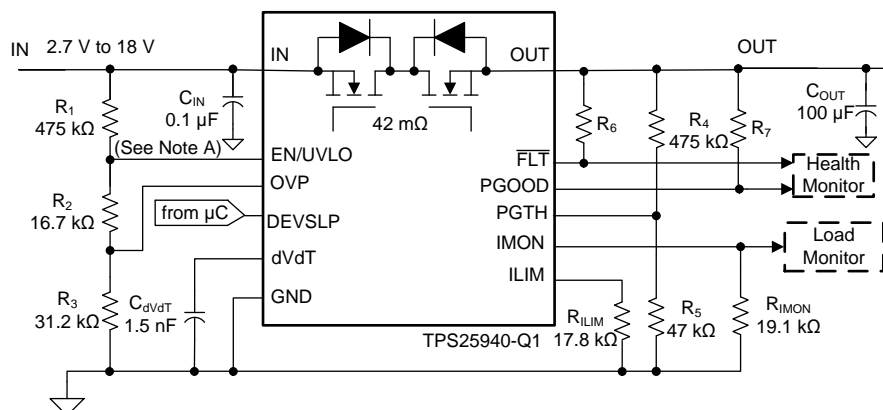 IN 2.7 V to 18 V
IN
OUT
OUT
42 mΩ
R1
475 kΩ
CIN
0.1 µF
COUT
100 µF
R6
R4
475 kΩ
R7
(See Note A)
EN/UVLO
FLT
Health
Monitor
OVP
PGOOD
R2
16.7 kΩ
from µC
DEVSLP
PGTH
IMON
Load
Monitor
dVdT
ILIM
GND
R3
31.2 kΩ
CdVdT
1.5 nF
RILIM
17.8 kΩ
R5
47 kΩ
RIMON
19.1 kΩ
TPS25940-Q1